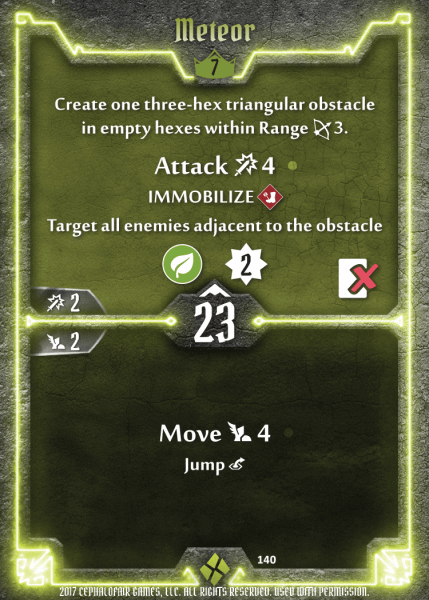 Meteor
7
Create one three-hex triangular obstacle
in empty hexes within Range 3.
Attack 4
IMMOBILIZE
Target all enemies adjacent to the obstacle
2
2
23
2
Move 4
Jump
140
2017 CEPHALOFAIR GAMES, LLC. ALL RIGHTS RESERVED. USED WITH PERMISSION.